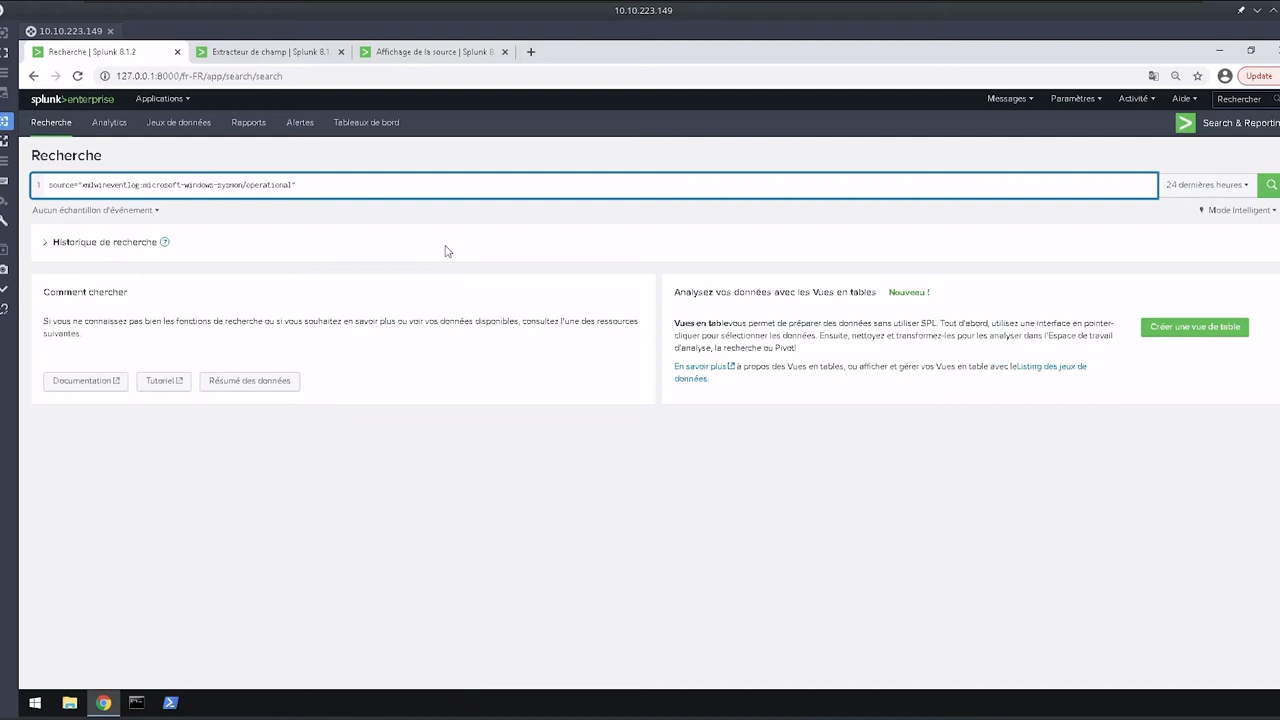 10.10.223.149
10.10.223.149
Recherche | Splunk 8.1.2
Extracteur de champ | Splunk 8.1
Affichage de la source | Splunk 8
127.0.0.1:8000/fr-FR/app/search/search
Update
splunk>enterprise Applications
Messages Paramètres Activité Aide Rechercher
Recherche Analytics Jeux de données Rapports Alertes Tableaux de bord
Search & Reporting
Recherche
1 source="xmlwineventlog:microsoft-windows-sysmon/operational"
24 dernières heures
Aucun échantillon d'événement
Mode Intelligent
Historique de recherche ?
Comment chercher
Si vous ne connaissez pas bien les fonctions de recherche ou si vous souhaitez en savoir plus ou voir vos données disponibles, consultez l'une des ressources
suivantes.
Documentation Tutoriel Résumé des données
Analysez vos données avec les Vues en tables Nouveau !
Vues en tablevous permet de préparer des données sans utiliser SPL. Tout d'abord, utilisez une interface en pointer-
cliquer pour sélectionner les données. Ensuite, nettoyez et transformez-les pour les analyser dans l'Espace de travail
d'analyse, la recherche ou Pivot!
En savoir plus à propos des Vues en tables, ou afficher et gérer vos Vues en table avec leListing des jeux de
données.
Créer une vue de table